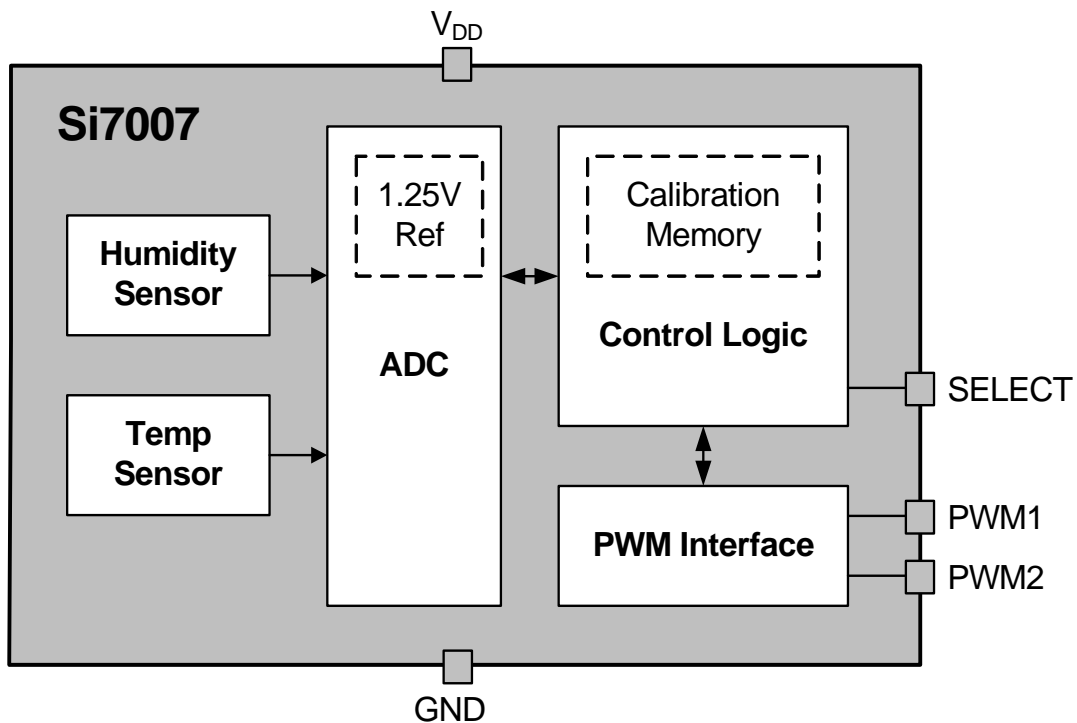 VDD
Si7007
1.25V
Ref
Calibration
Memory
Humidity
Sensor
Control Logic
ADC
SELECT
Temp
Sensor
PWM Interface
PWM1
PWM2
GND